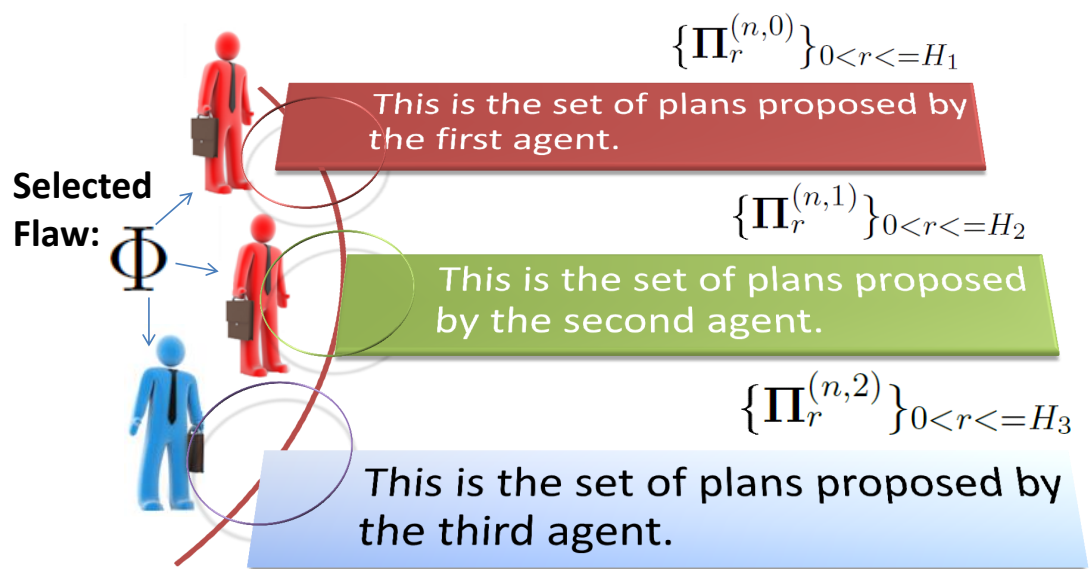 {Π_r^{(n,0)}}_{0<r<=H_1}
This is the set of plans proposed by
the first agent.
Selected
Flaw:
Φ
{Π_r^{(n,1)}}_{0<r<=H_2}
This is the set of plans proposed
by the second agent.
{Π_r^{(n,2)}}_{0<r<=H_3}
This is the set of plans proposed by
the third agent.